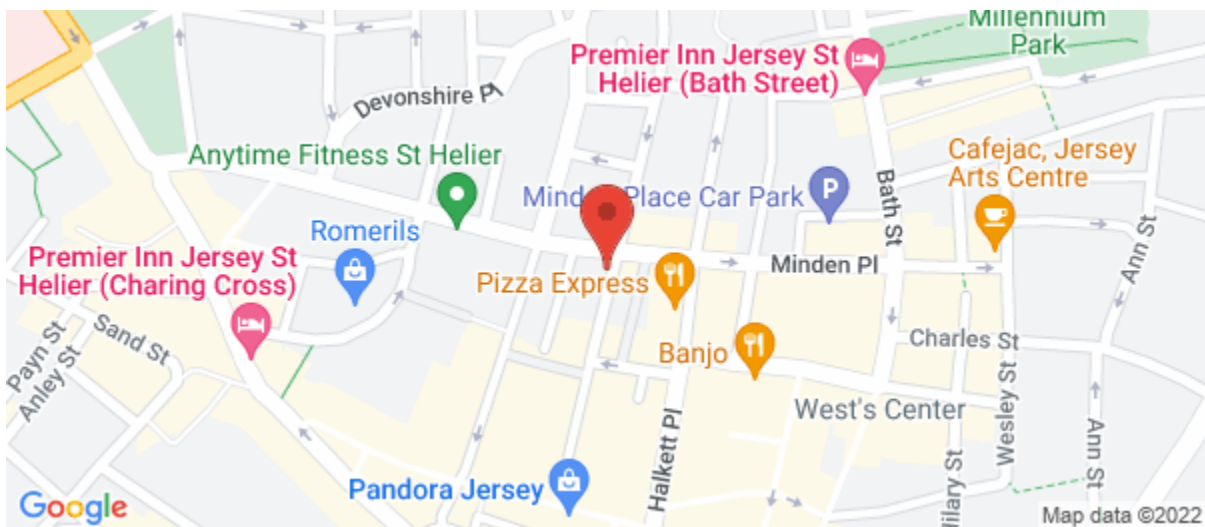 Millennium
Park
Premier Inn Jersey St
Helier (Bath Street)
Devonshire Pl
Anytime Fitness St Helier
Minden Place Car Park
P
Bath St
Cafejac, Jersey
Arts Centre
Romerils
Ann St
Premier Inn Jersey St
Helier (Charing Cross)
Pizza Express
Minden Pl
Sand St
Payn St
Anley St
Banjo
Charles St
West's Center
Wesley St
Halkett Pl
Ann St
Hilary St
Pandora Jersey
Google
Map data ©2022